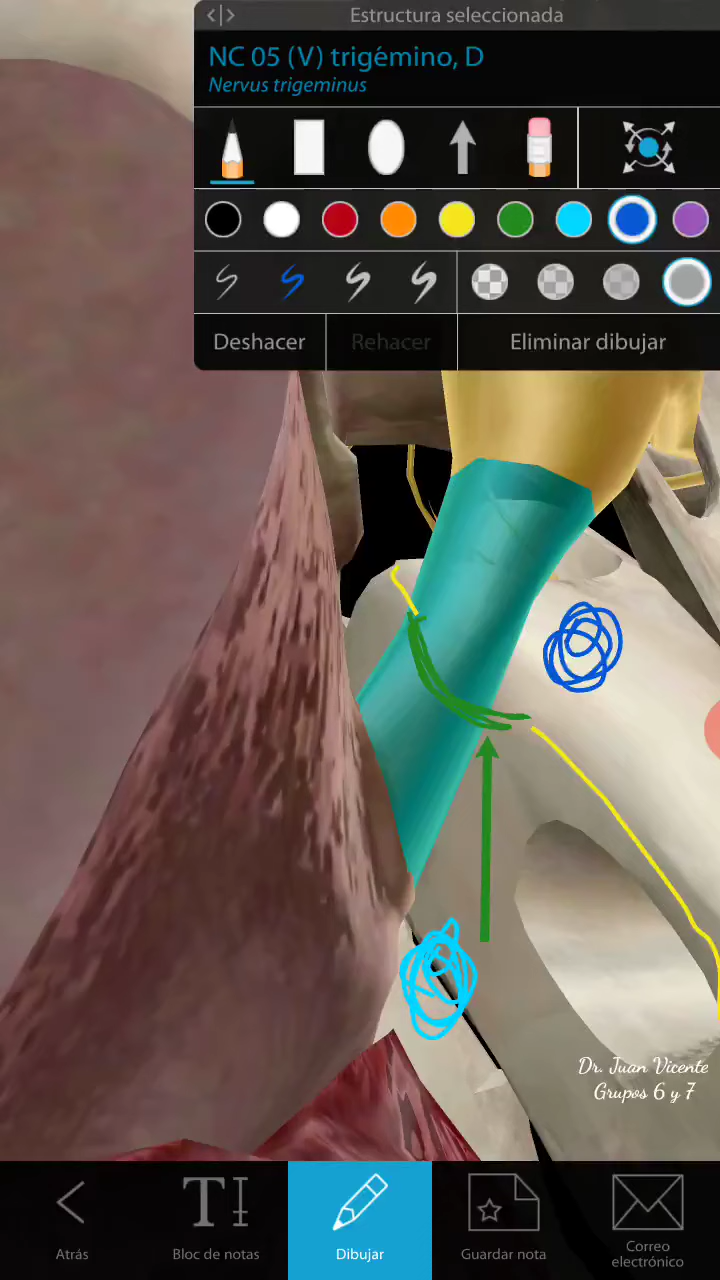 Estructura seleccionada
NC 05 (V) trigémino, D
Nervus trigeminus
Deshacer
Rehacer
Eliminar dibujar
Dr. Juan Vicente
Grupos 6 y 7
Atrás
Bloc de notas
Dibujar
Guardar nota
Correo
electrónico